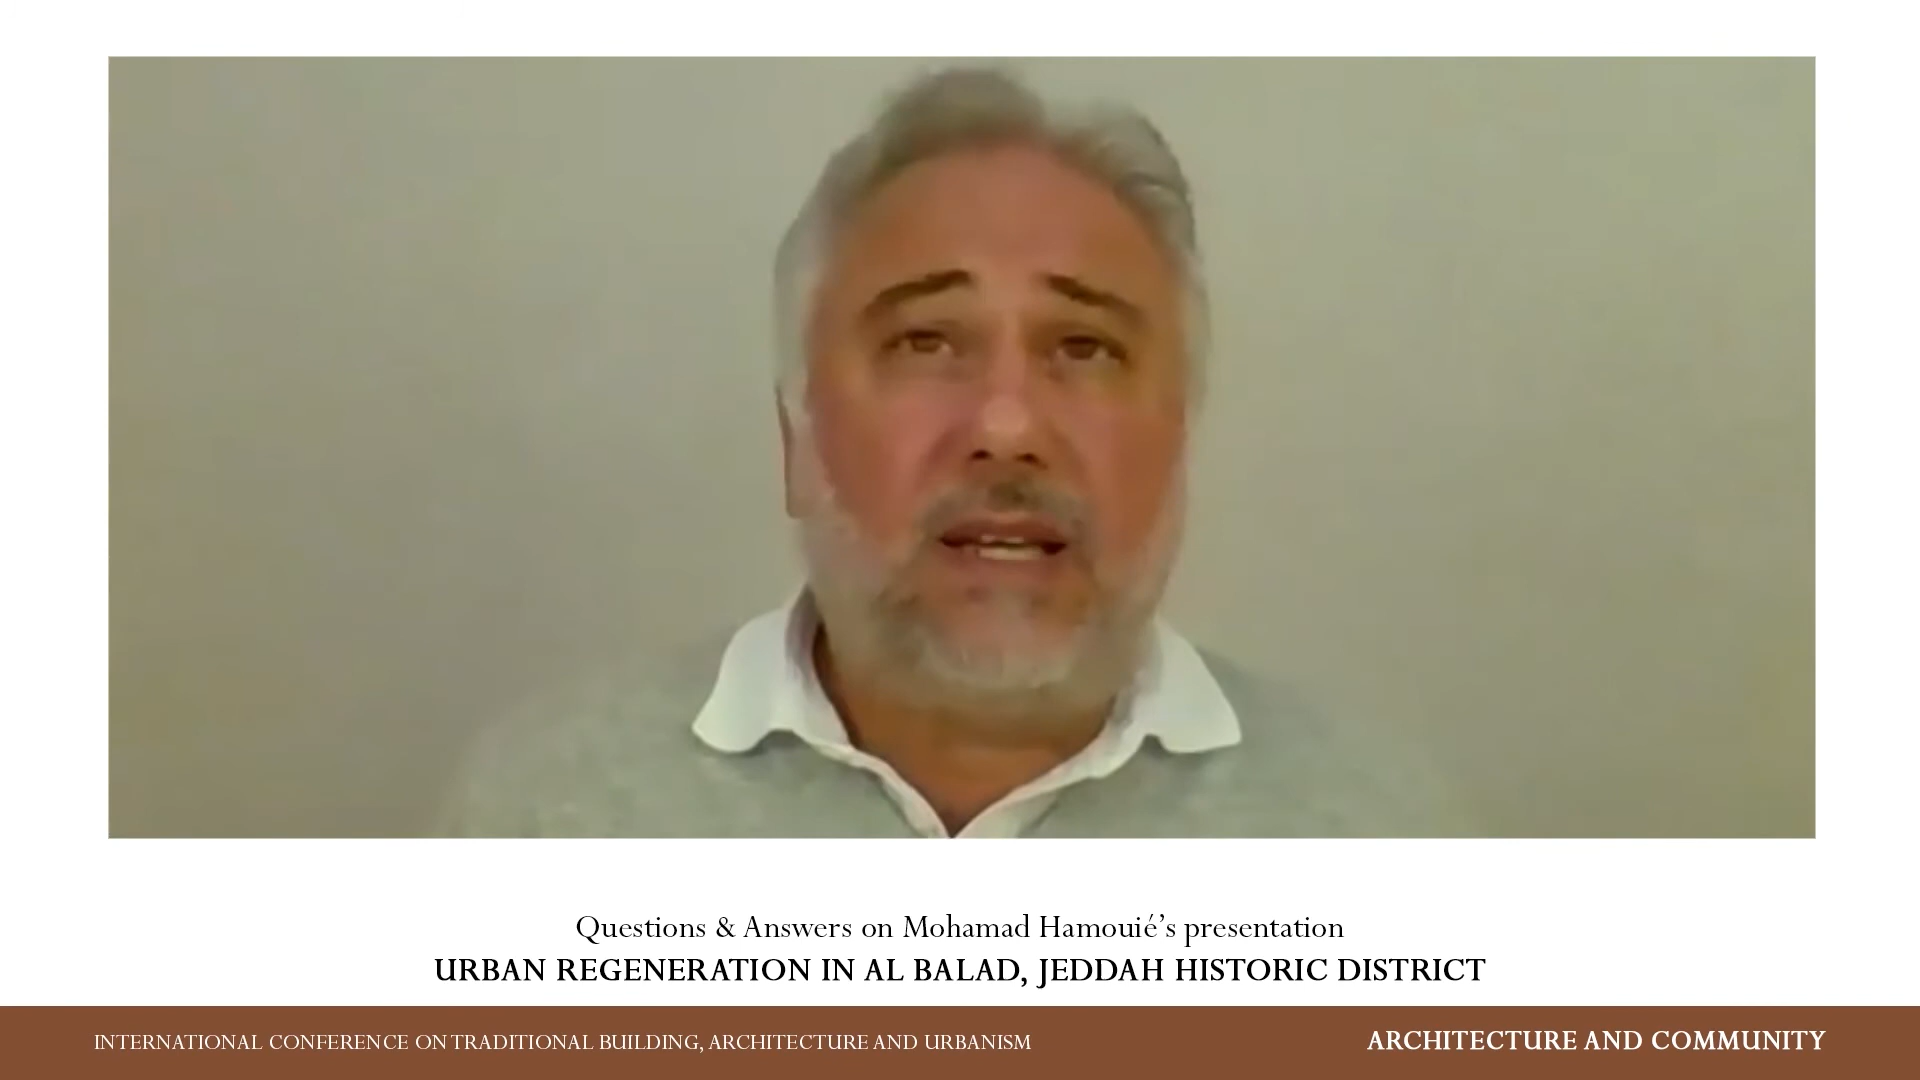 Questions & Answers on Mohamad Hamouié’s presentation
URBAN REGENERATION IN AL BALAD, JEDDAH HISTORIC DISTRICT
INTERNATIONAL CONFERENCE ON TRADITIONAL BUILDING, ARCHITECTURE AND URBANISM
ARCHITECTURE AND COMMUNITY